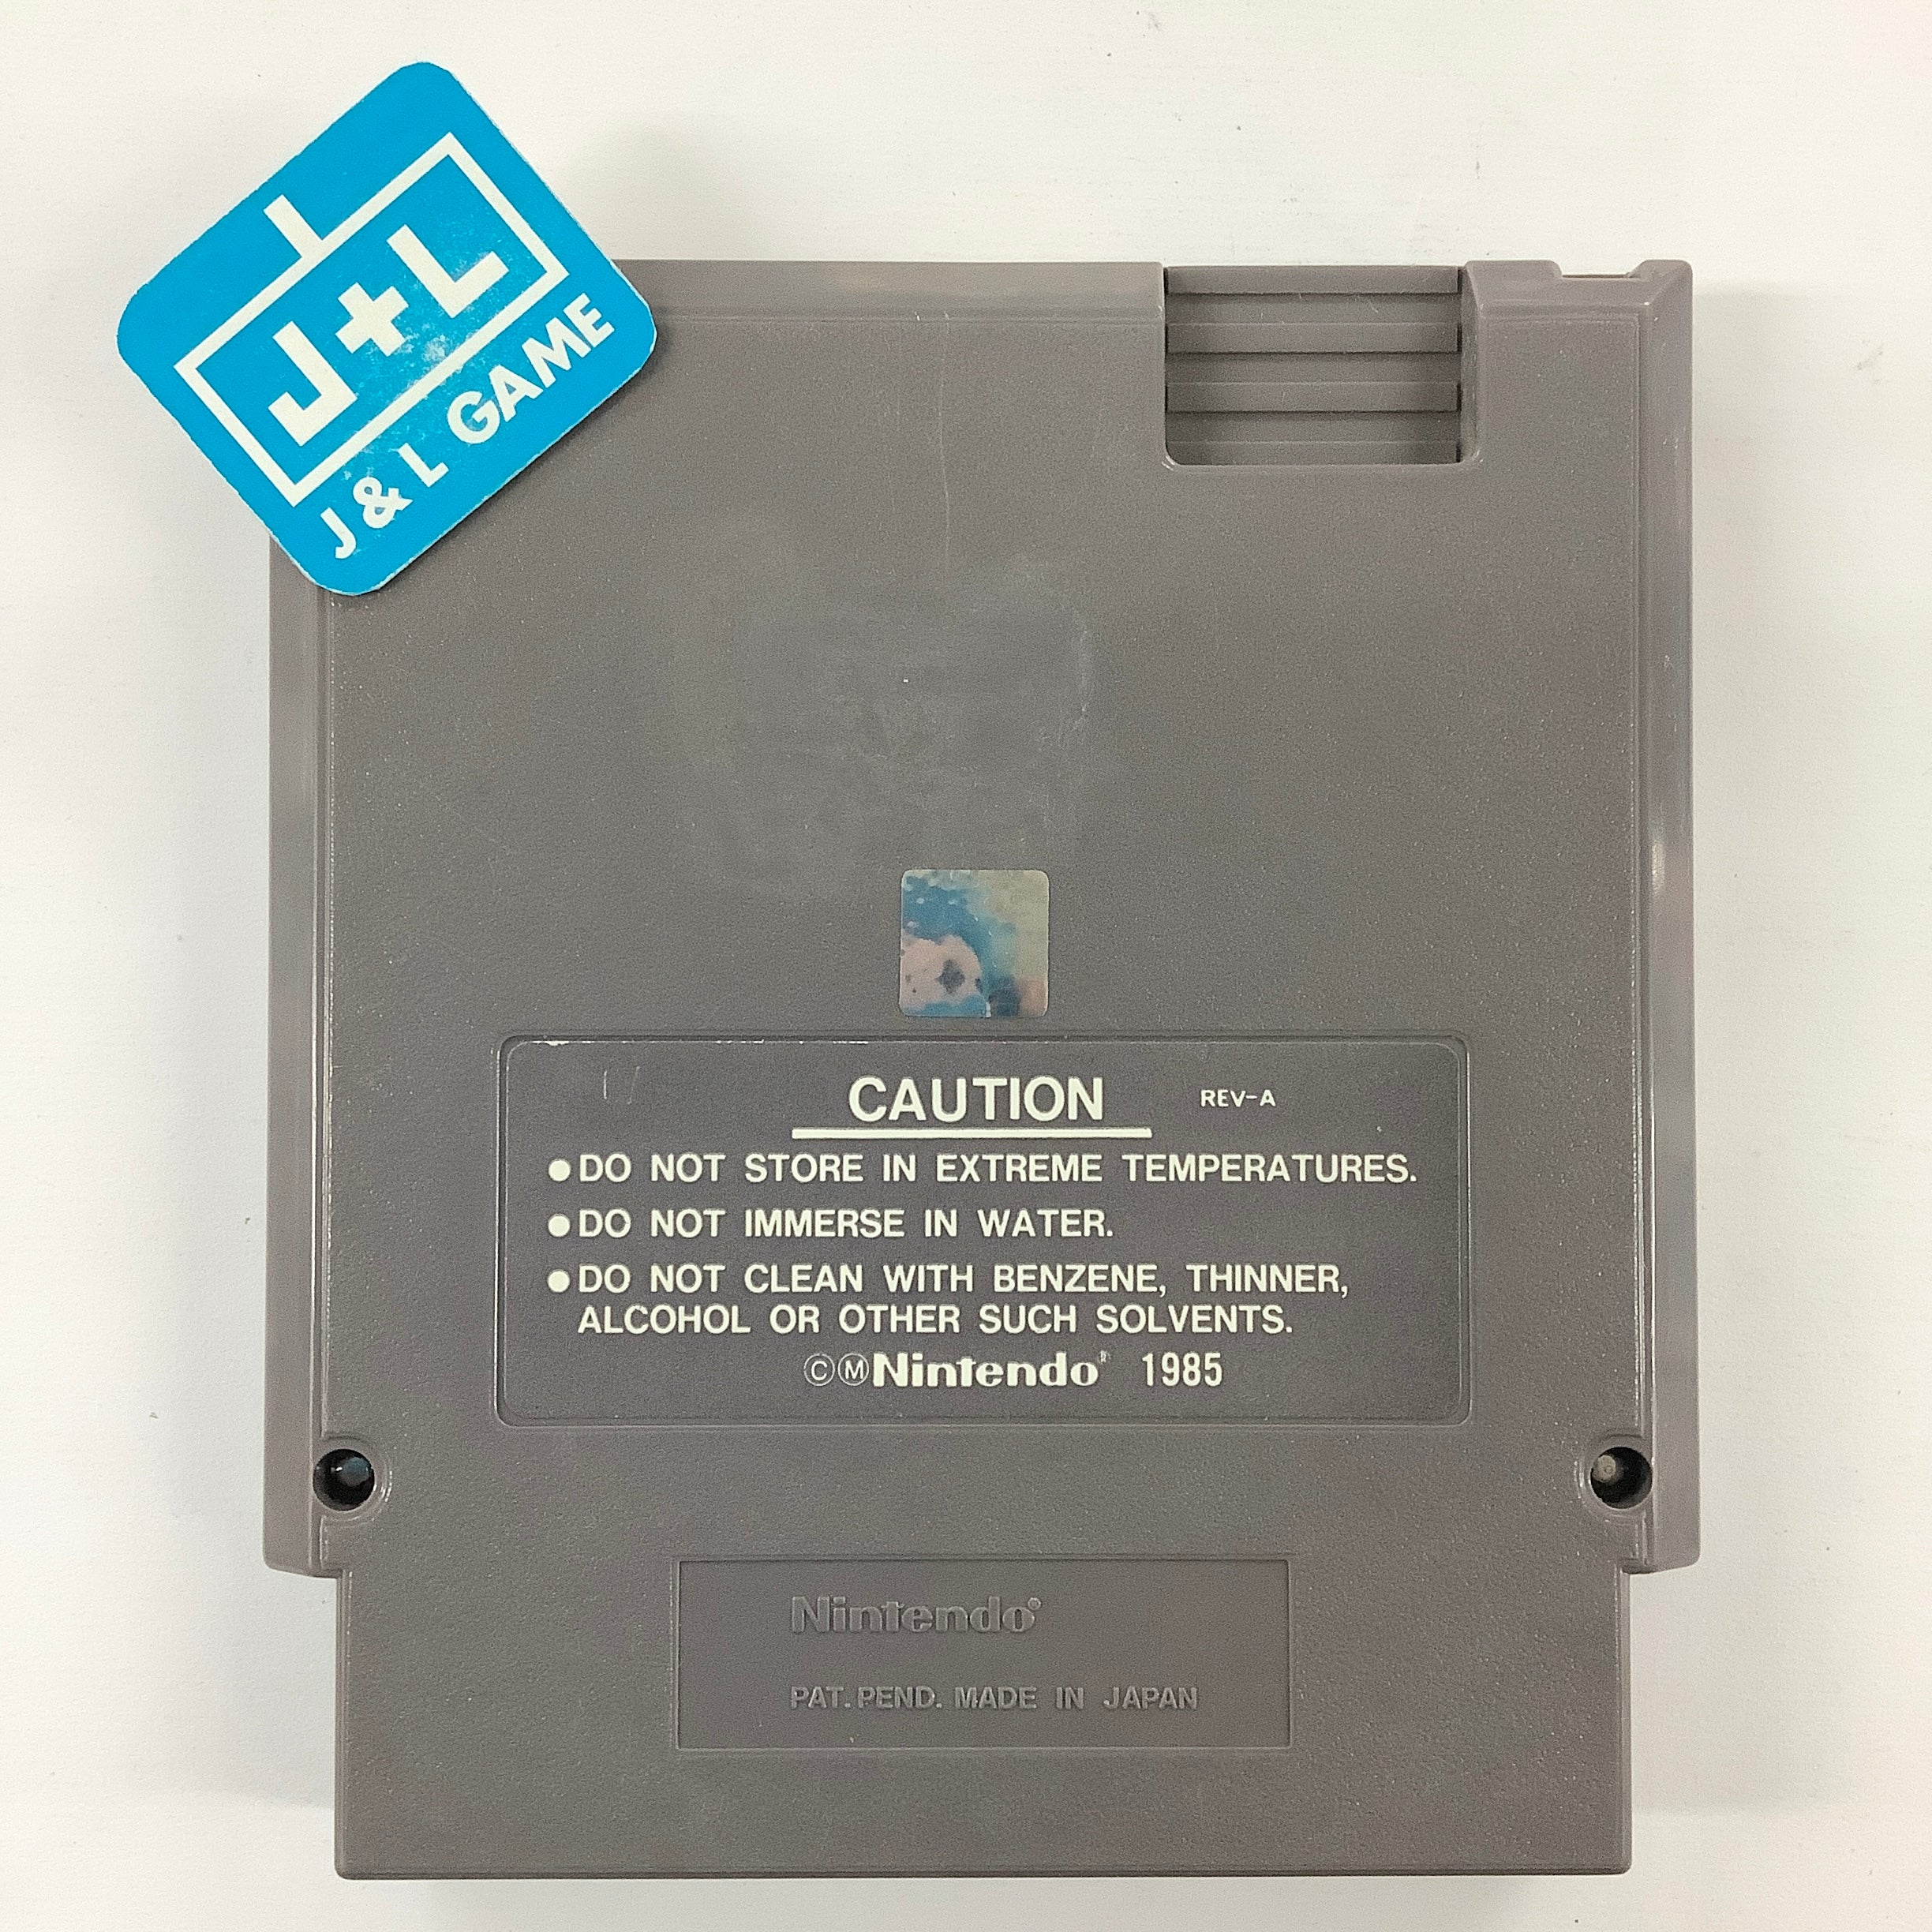 J+L
J & L GAME
CAUTION REV-A
●DO NOT STORE IN EXTREME TEMPERATURES.
●DO NOT IMMERSE IN WATER.
●DO NOT CLEAN WITH BENZENE, THINNER,
ALCOHOL OR OTHER SUCH SOLVENTS.
ⒸⓂNintendo® 1985
Nintendo®
PAT. PEND. MADE IN JAPAN